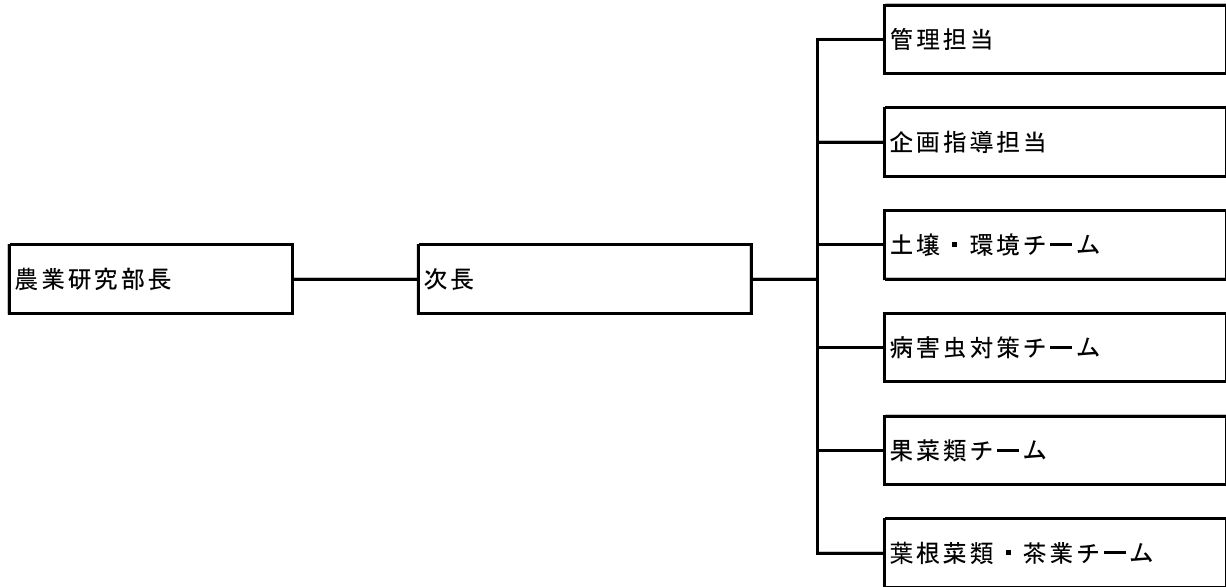 農業研究部長
次長
管理担当
企画指導担当
土壌・環境チーム
病害虫対策チーム
果菜類チーム
葉根菜類・茶業チーム